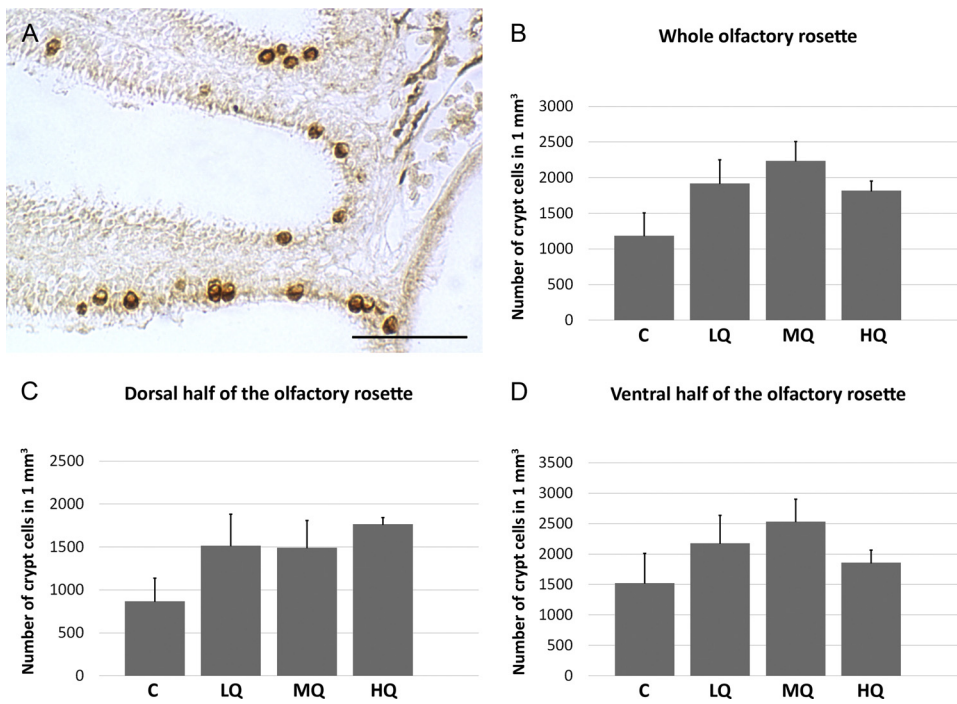 A
B
Whole olfactory rosette
Number of crypt cells in 1 mm³
3000
2500
2000
1500
1000
500
0
C LQ MQ HQ
C
Dorsal half of the olfactory rosette
Number of crypt cells in 1 mm³
2500
2000
1500
1000
500
0
C LQ MQ HQ
D
Ventral half of the olfactory rosette
Number of crypt cells in 1 mm³
3500
3000
2500
2000
1500
1000
500
0
C LQ MQ HQ